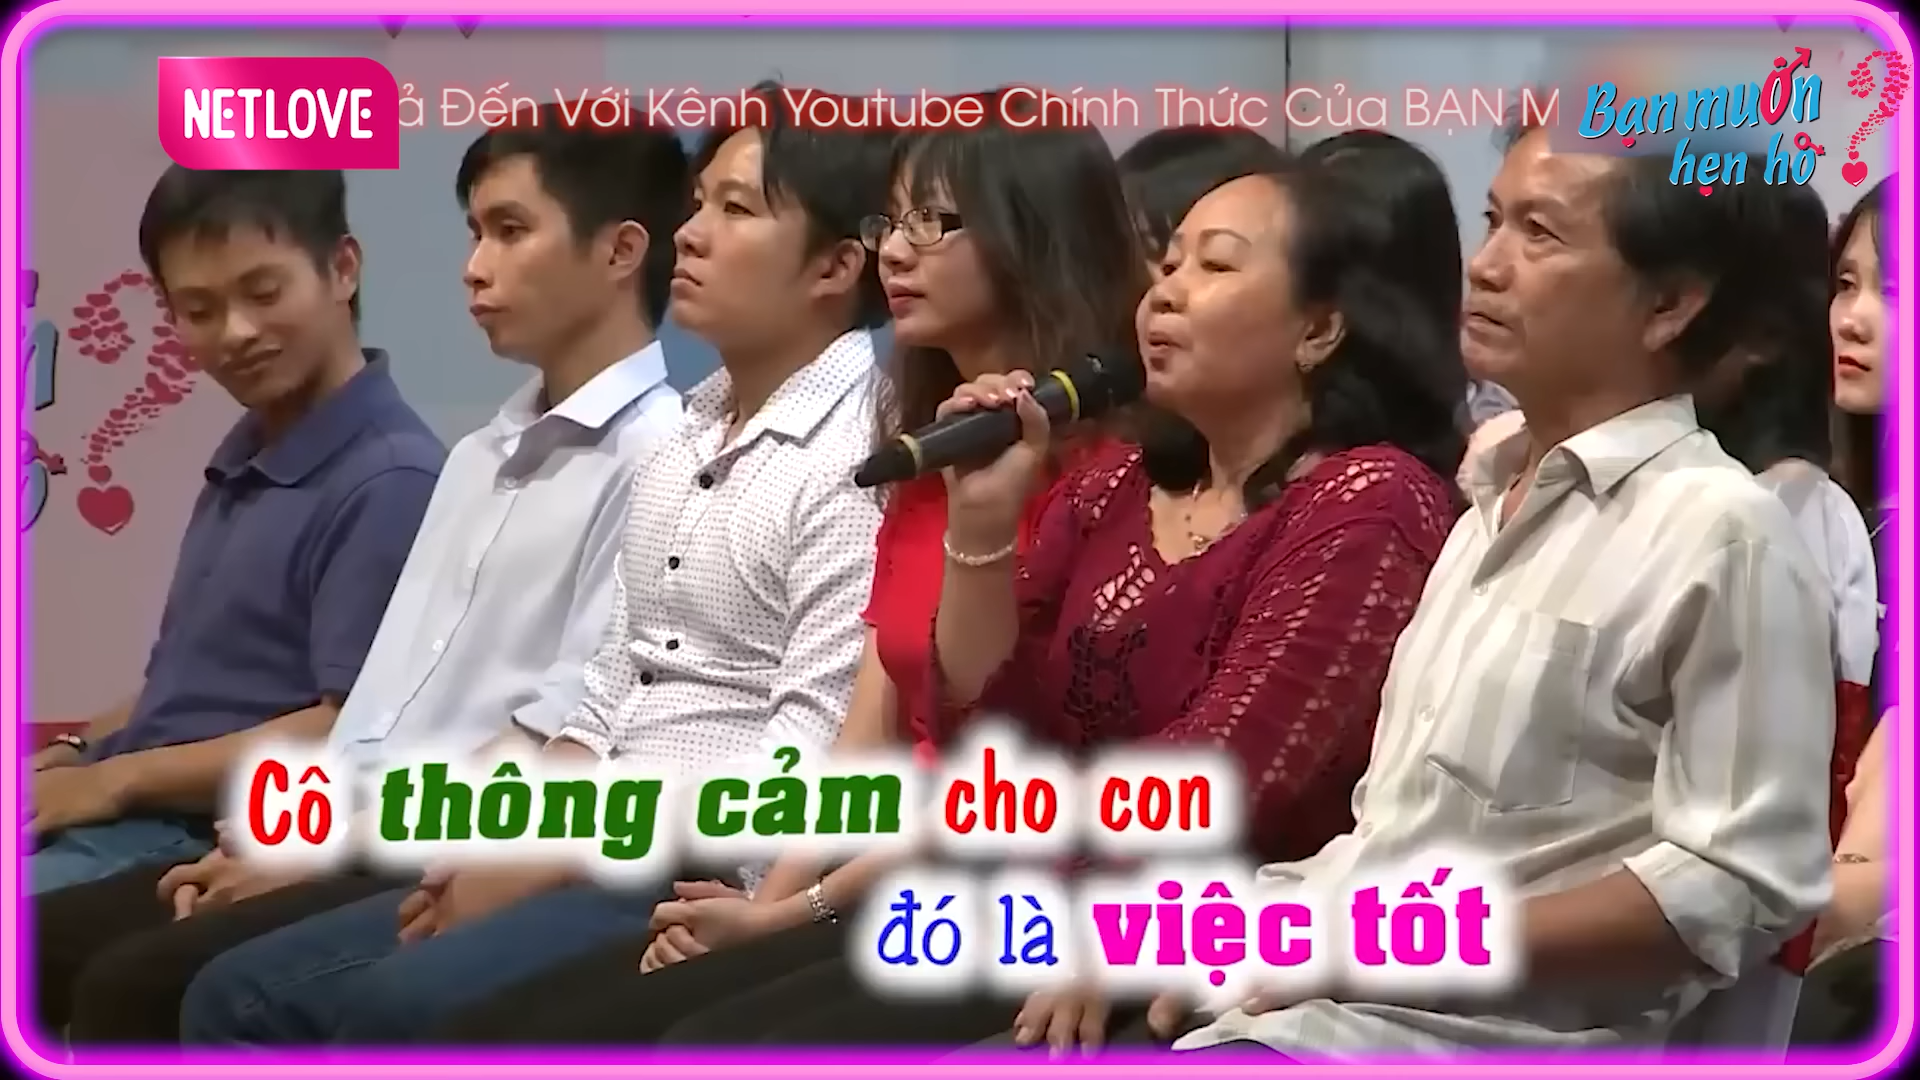 NETLOVE
ả Đến Với Kênh Youtube Chính Thức Của BẠN M
Bạn muốn
hẹn hò
?
Cô thông cảm cho con
đó là việc tốt